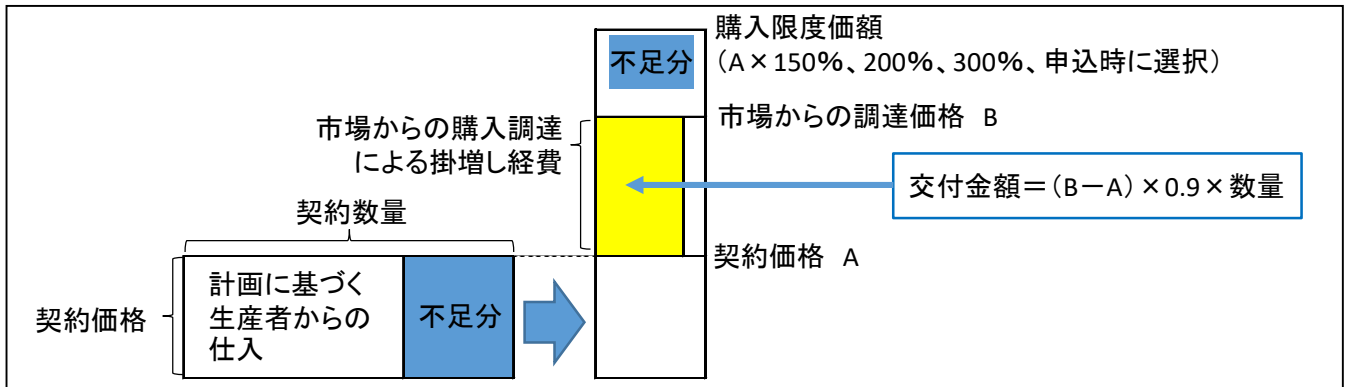 購入限度価額
（A×150%、200%、300%、申込時に選択）
不足分
市場からの調達価格　B
市場からの購入調達
による掛増し経費
交付金額＝（B－A）×0.9×数量
契約数量
契約価格　A
契約価格
計画に基づく
生産者からの
仕入
不足分